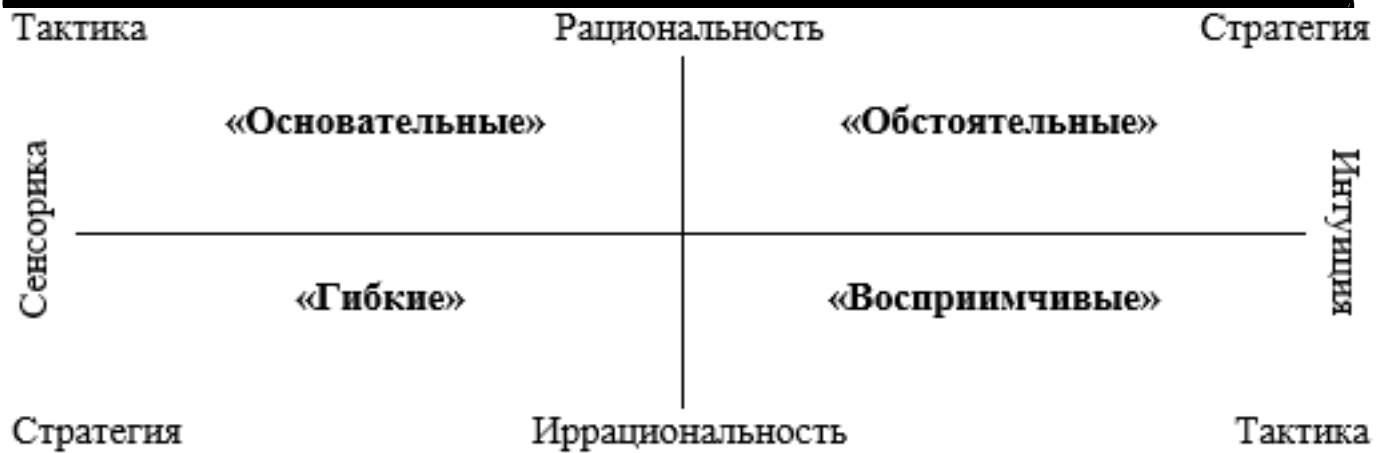 Тактика Рациональность Стратегия
«Основательные» «Обстоятельные»
Сенсорика
Интуиция
«Гибкие» «Восприимчивые»
Стратегия Иррациональность Тактика